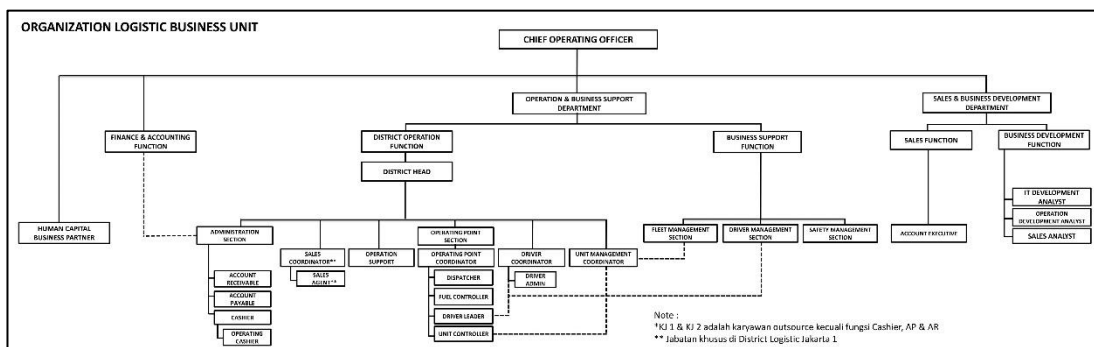 ORGANIZATION LOGISTIC BUSINESS UNIT
CHIEF OPERATING OFFICER
OPERATION & BUSINESS SUPPORT
DEPARTMENT
SALES & BUSINESS DEVELOPMENT
DEPARTMENT
FINANCE & ACCOUNTING
FUNCTION
DISTRICT OPERATION
FUNCTION
BUSINESS SUPPORT
FUNCTION
SALES FUNCTION
BUSINESS DEVELOPMENT
FUNCTION
DISTRICT HEAD
HUMAN CAPITAL
BUSINESS PARTNER
ADMINISTRATION
SECTION
ACCOUNT
RECEIVABLE
ACCOUNT
PAYABLE
CASHIER
OPERATING
CASHIER
SALES
COORDINATOR**
SALES
AGENT**
OPERATION
SUPPORT
OPERATING POINT
SECTION
OPERATING POINT
COORDINATOR
DISPATCHER
FUEL CONTROLLER
DRIVER LEADER
UNIT CONTROLLER
DRIVER
COORDINATOR
DRIVER
ADMIN
UNIT MANAGEMENT
COORDINATOR
FLEET MANAGEMENT
SECTION
DRIVER MANAGEMENT
SECTION
SAFETY MANAGEMENT
SECTION
ACCOUNT EXECUTIVE
IT DEVELOPMENT
ANALYST
OPERATION
DEVELOPMENT ANALYST
SALES ANALYST
Note :
*KJ 1 & KJ 2 adalah karyawan outsource kecuali fungsi Cashier, AP & AR
** Jabatan khusus di District Logistic Jakarta 1